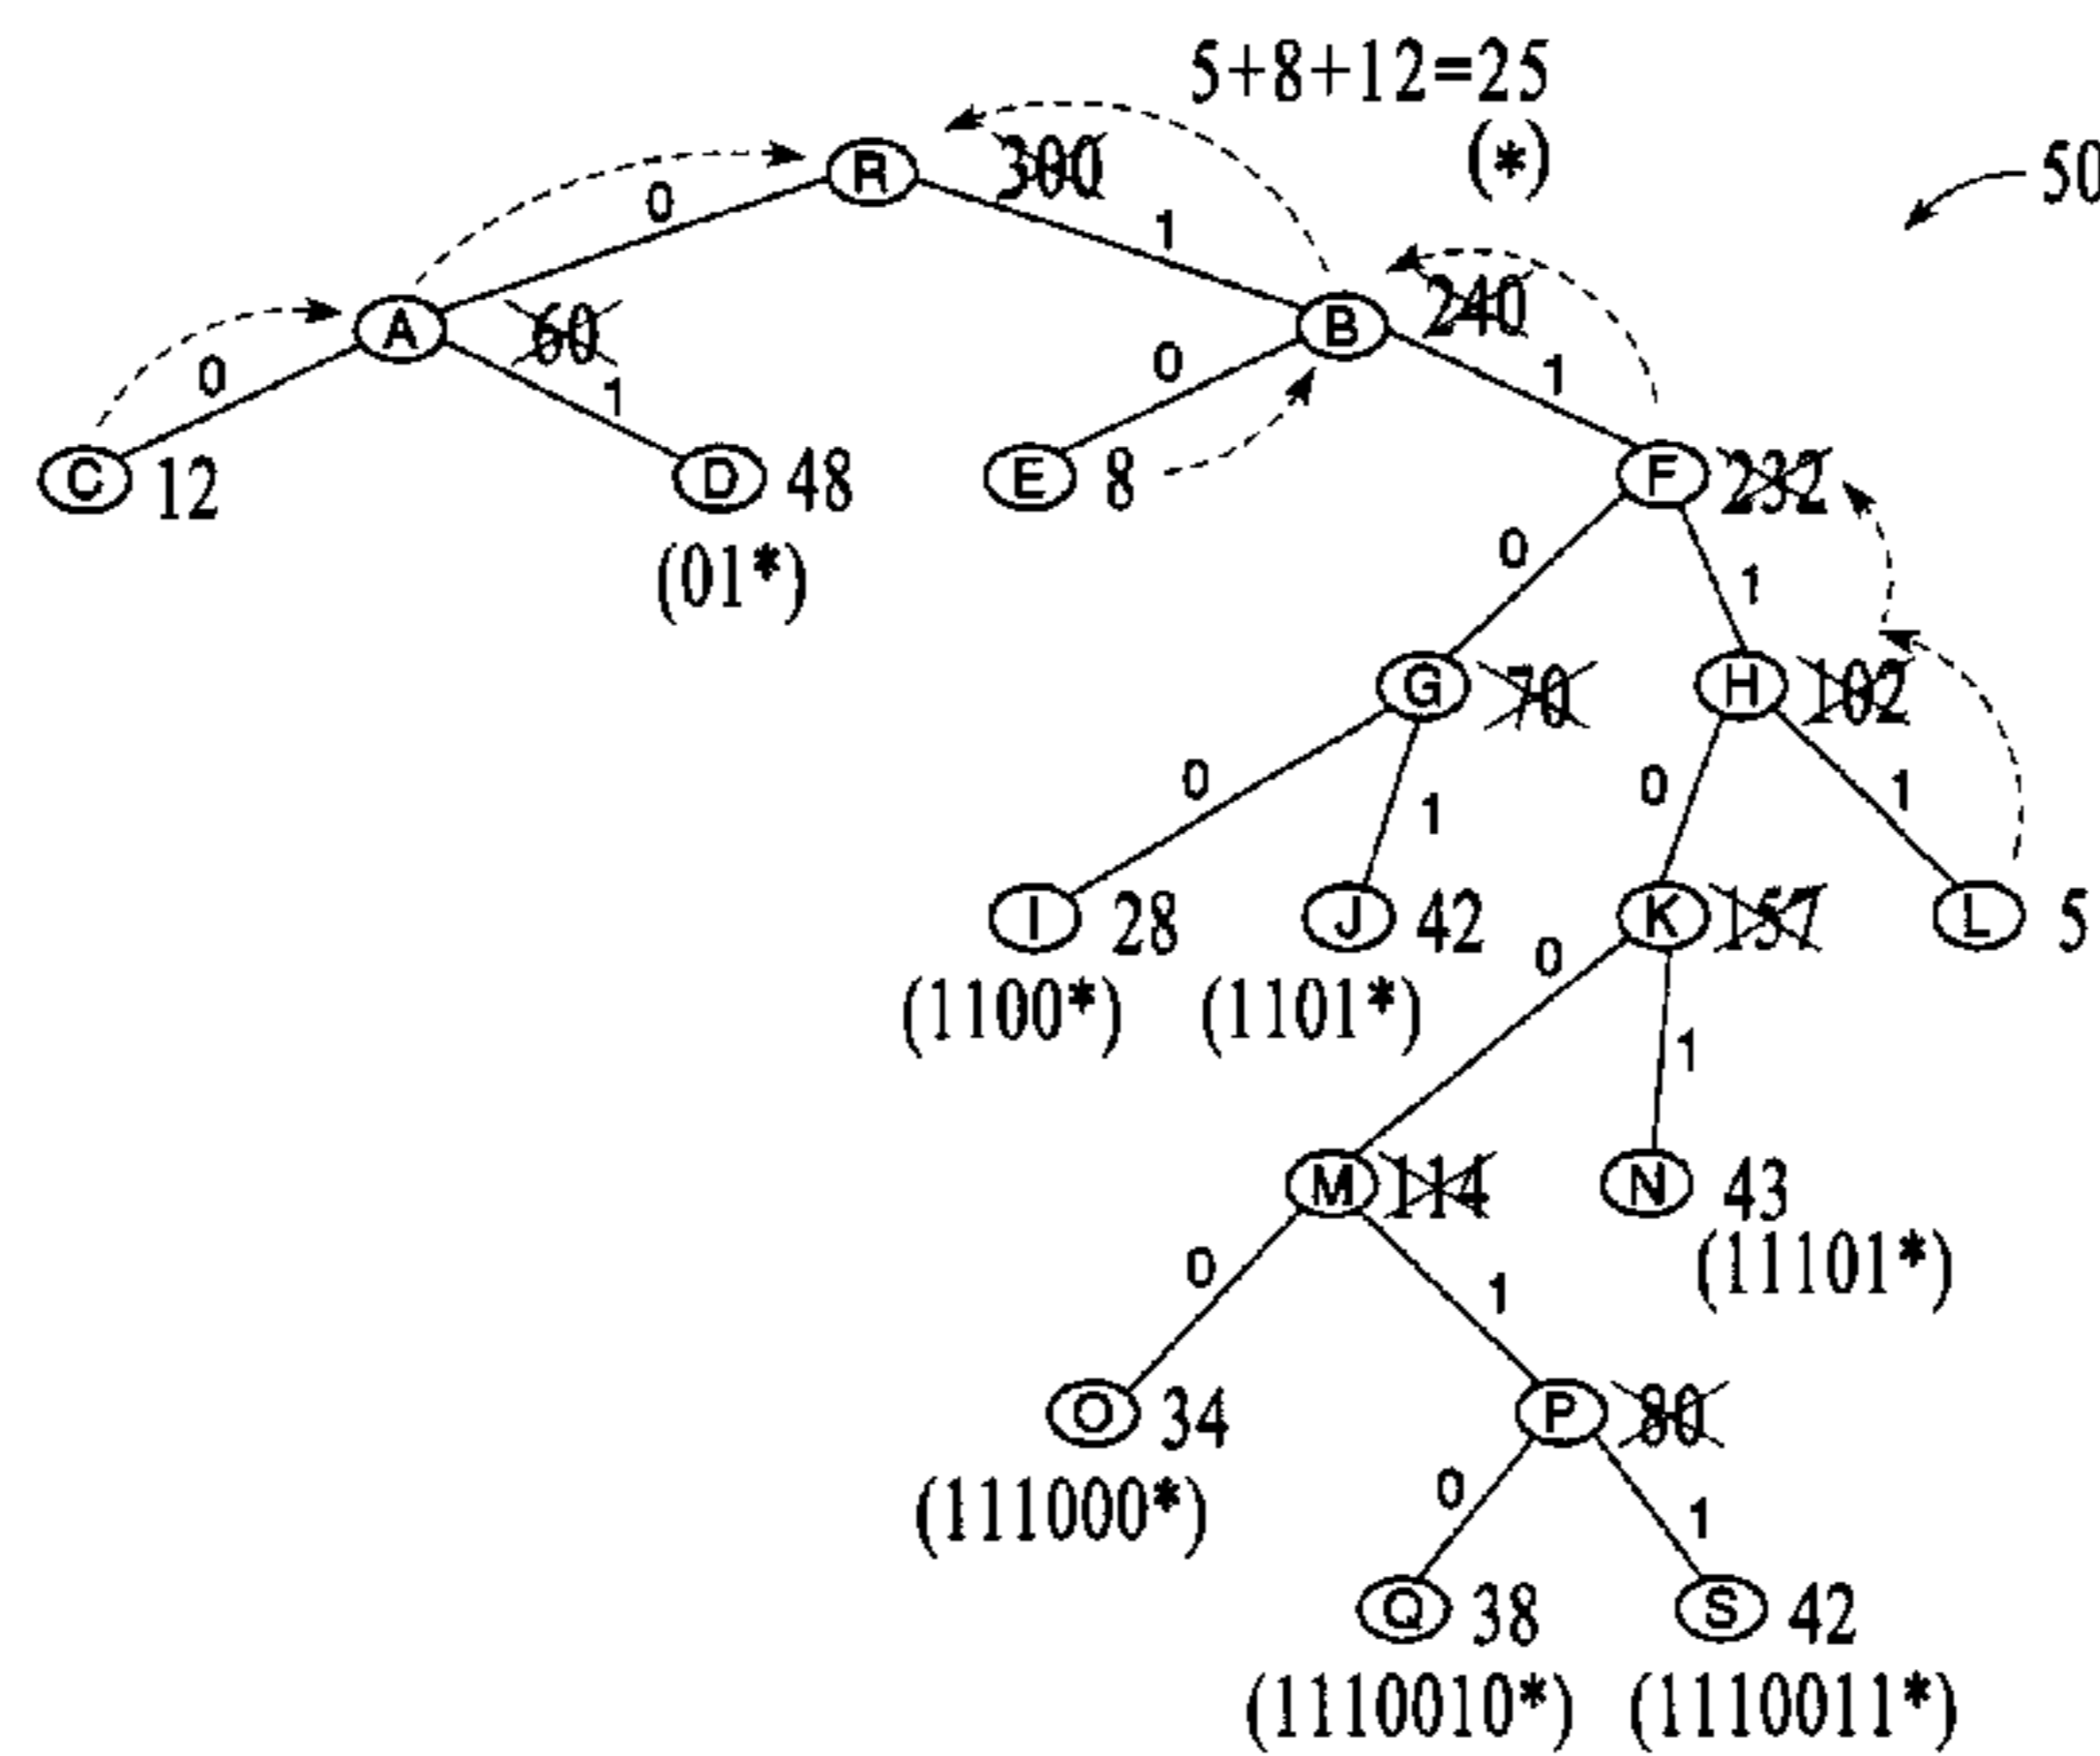 5+8+12=25
(*)
50
R 300
0
1
A 60
B 240
0
1
0
1
C 12
D 48
E 8
F 232
(01*)
0
1
G 70
H 102
0
1
0
1
I 28
J 42
K 157
L 5
(1100*)
(1101*)
0
1
M 114
N 43
(11101*)
0
1
O 34
P 80
(111000*)
0
1
Q 38
S 42
(1110010*)
(1110011*)